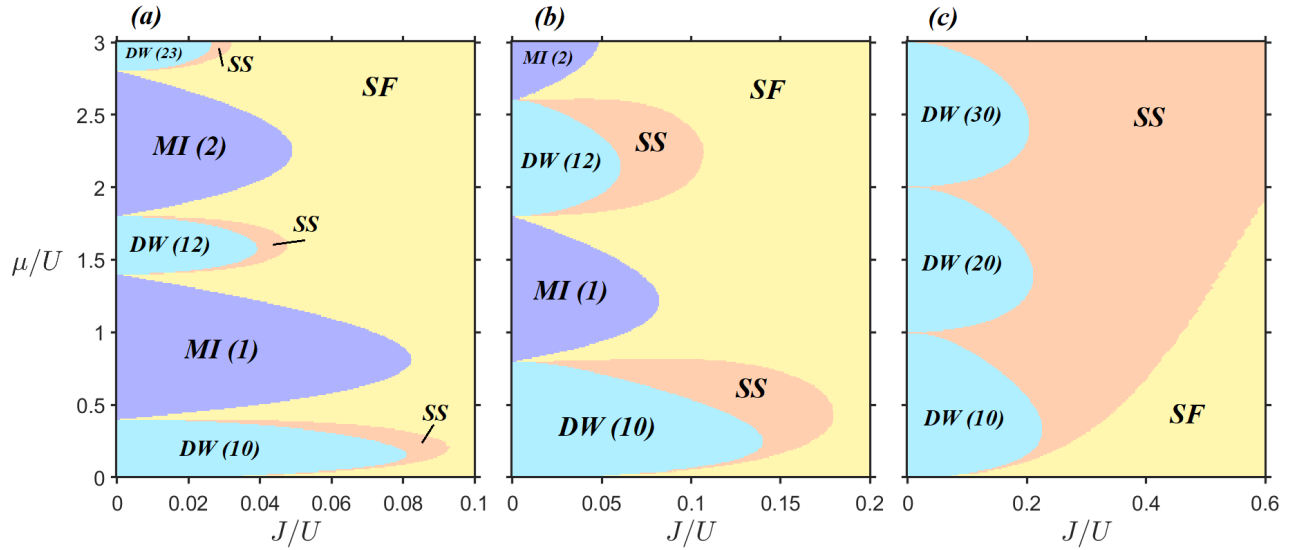 (a)
(b)
(c)
μ/U
3
2.5
2
1.5
1
0.5
0
DW (23)
SS
SF
MI (2)
SS
DW (12)
MI (1)
SS
DW (10)
0
0.02
0.04
0.06
0.08
0.1
J/U
MI (2)
SF
DW (12)
SS
MI (1)
SS
DW (10)
0
0.05
0.1
0.15
0.2
J/U
DW (30)
SS
DW (20)
DW (10)
SF
0
0.2
0.4
0.6
J/U